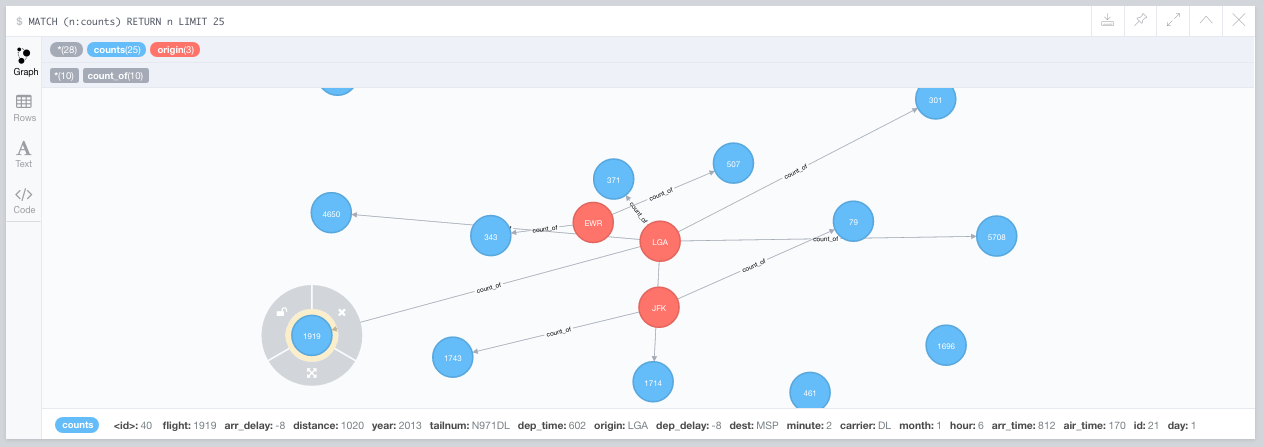 $ MATCH (n:counts) RETURN n LIMIT 25
*(28) counts(25) origin(3)
Graph
*(10) count_of(10)
301
Rows
507
count_of
371
A
Text
count_of
count_of
4650
79
EWR
343
count_of
LGA
count_of
5708
</> Code
count_of
count_of
JFK
1919
count_of
1743
1696
1714
461
counts <id>: 40 flight: 1919 arr_delay: -8 distance: 1020 year: 2013 tailnum: N971DL dep_time: 602 origin: LGA dep_delay: -8 dest: MSP minute: 2 carrier: DL month: 1 hour: 6 arr_time: 812 air_time: 170 id: 21 day: 1